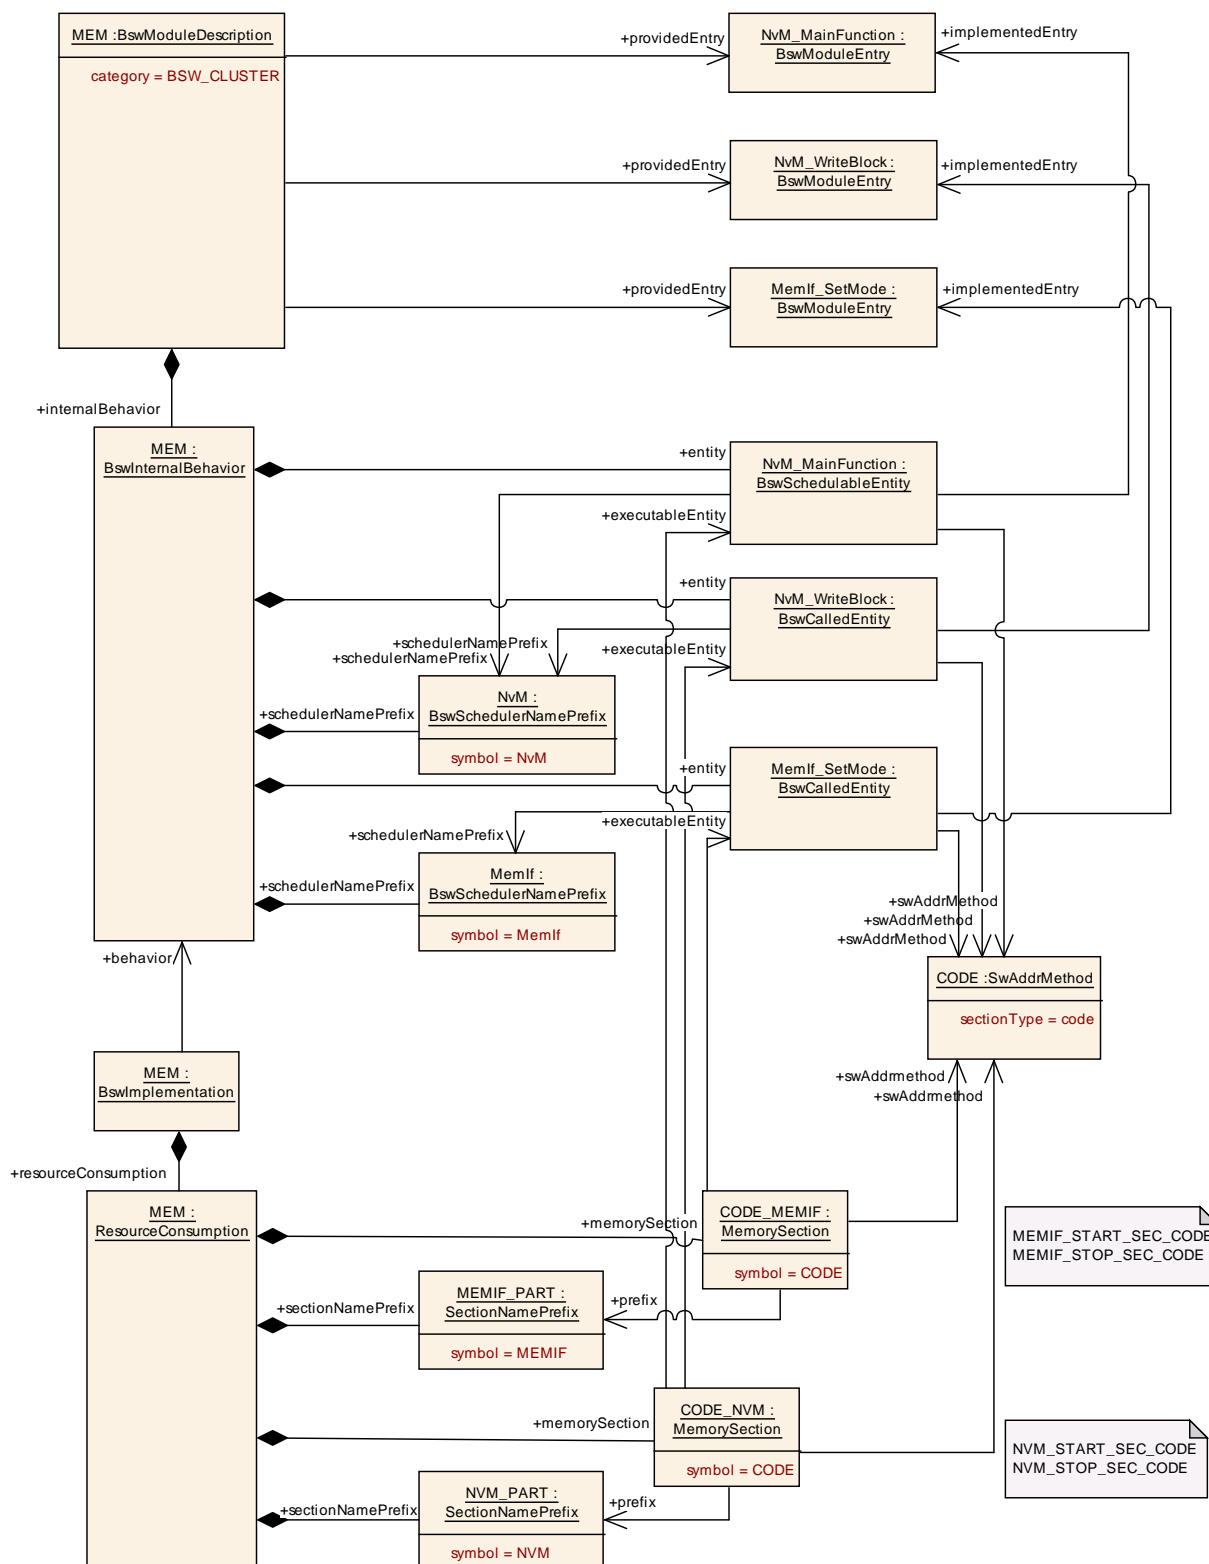 MEM :BswModuleDescription
category = BSW_CLUSTER
+providedEntry
NvM_MainFunction :
BswModuleEntry
+implementedEntry
+providedEntry
NvM_WriteBlock :
BswModuleEntry
+implementedEntry
+providedEntry
MemIf_SetMode :
BswModuleEntry
+implementedEntry
+internalBehavior
MEM :
BswInternalBehavior
+entity
NvM_MainFunction :
BswSchedulableEntity
+executableEntity
+entity
NvM_WriteBlock :
BswCalledEntity
+executableEntity
+schedulerNamePrefix
+schedulerNamePrefix
+schedulerNamePrefix
NvM :
BswSchedulerNamePrefix
symbol = NvM
+entity
MemIf_SetMode :
BswCalledEntity
+executableEntity
+schedulerNamePrefix
+schedulerNamePrefix
MemIf :
BswSchedulerNamePrefix
symbol = MemIf
+swAddrMethod
+swAddrMethod
+swAddrMethod
+behavior
CODE :SwAddrMethod
sectionType = code
MEM :
BswImplementation
+swAddrmethod
+swAddrmethod
+resourceConsumption
MEM :
ResourceConsumption
+memorySection
CODE_MEMIF :
MemorySection
symbol = CODE
MEMIF_START_SEC_CODE
MEMIF_STOP_SEC_CODE
+sectionNamePrefix
MEMIF_PART :
SectionNamePrefix
symbol = MEMIF
+prefix
+memorySection
CODE_NVM :
MemorySection
symbol = CODE
NVM_START_SEC_CODE
NVM_STOP_SEC_CODE
+sectionNamePrefix
NVM_PART :
SectionNamePrefix
symbol = NVM
+prefix